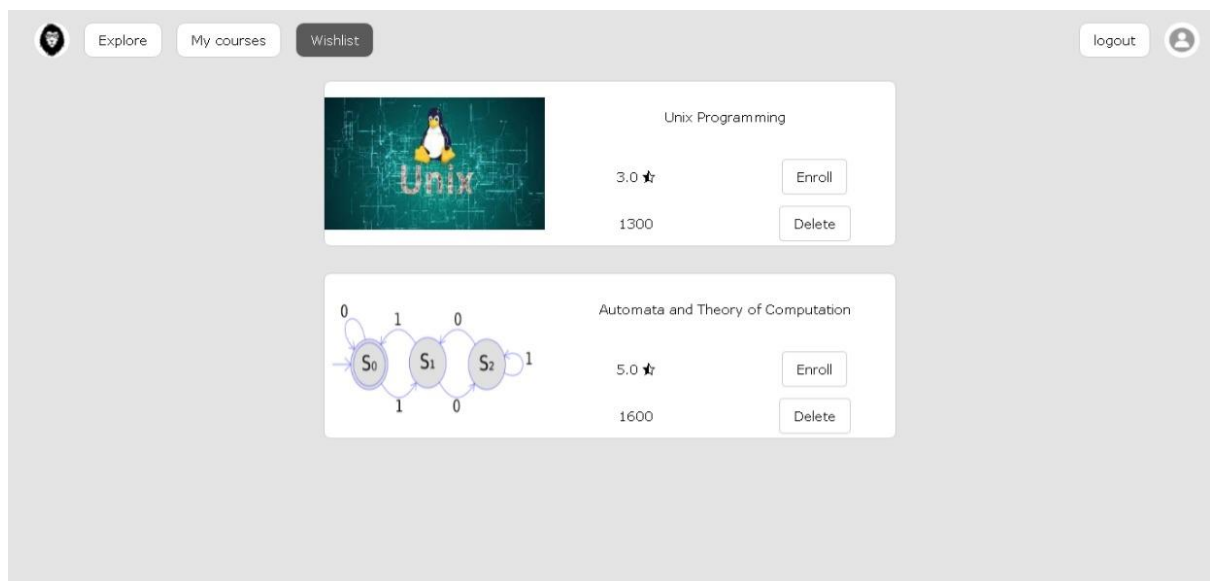 Explore
My courses
Wishlist
logout
Unix
Unix Programming
3.0
Enroll
1300
Delete
0
1
0
S0
S1
S2
1
1
0
Automata and Theory of Computation
5.0
Enroll
1600
Delete